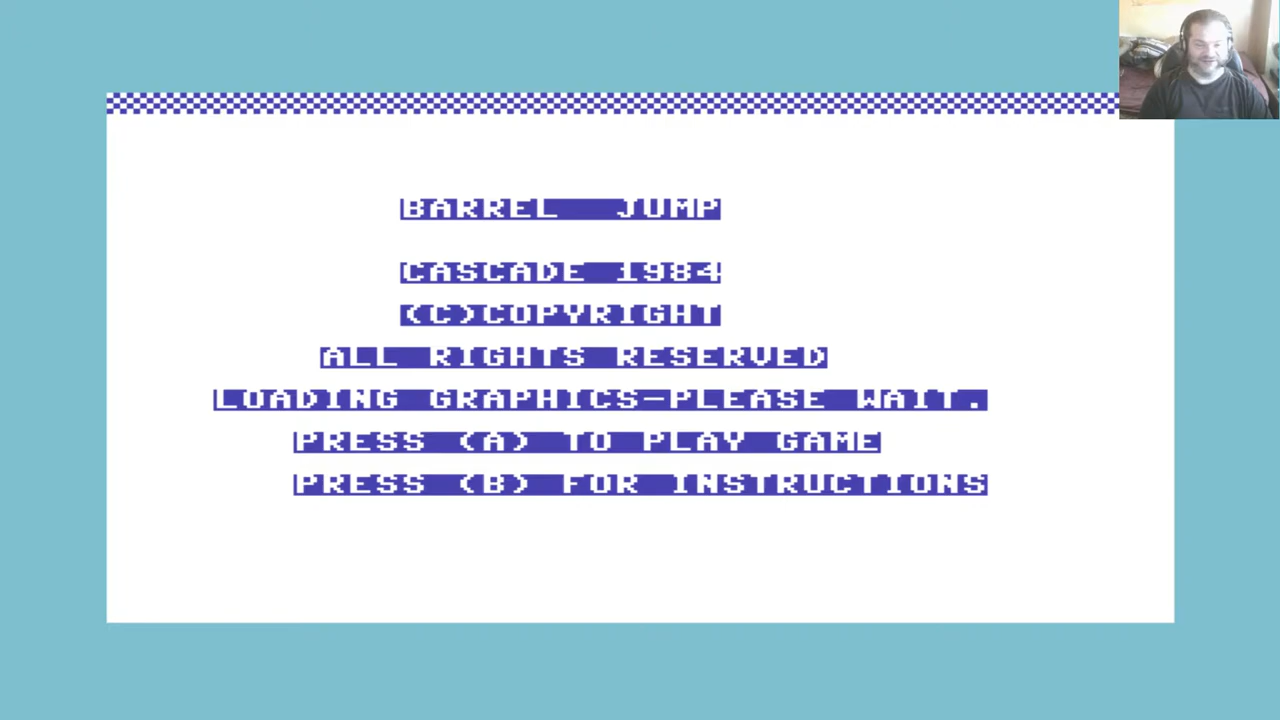 BARREL JUMP
CASCADE 1984
(C)COPYRIGHT
ALL RIGHTS RESERVED
LOADING GRAPHICS-PLEASE WAIT.
PRESS (A) TO PLAY GAME
PRESS (B) FOR INSTRUCTIONS